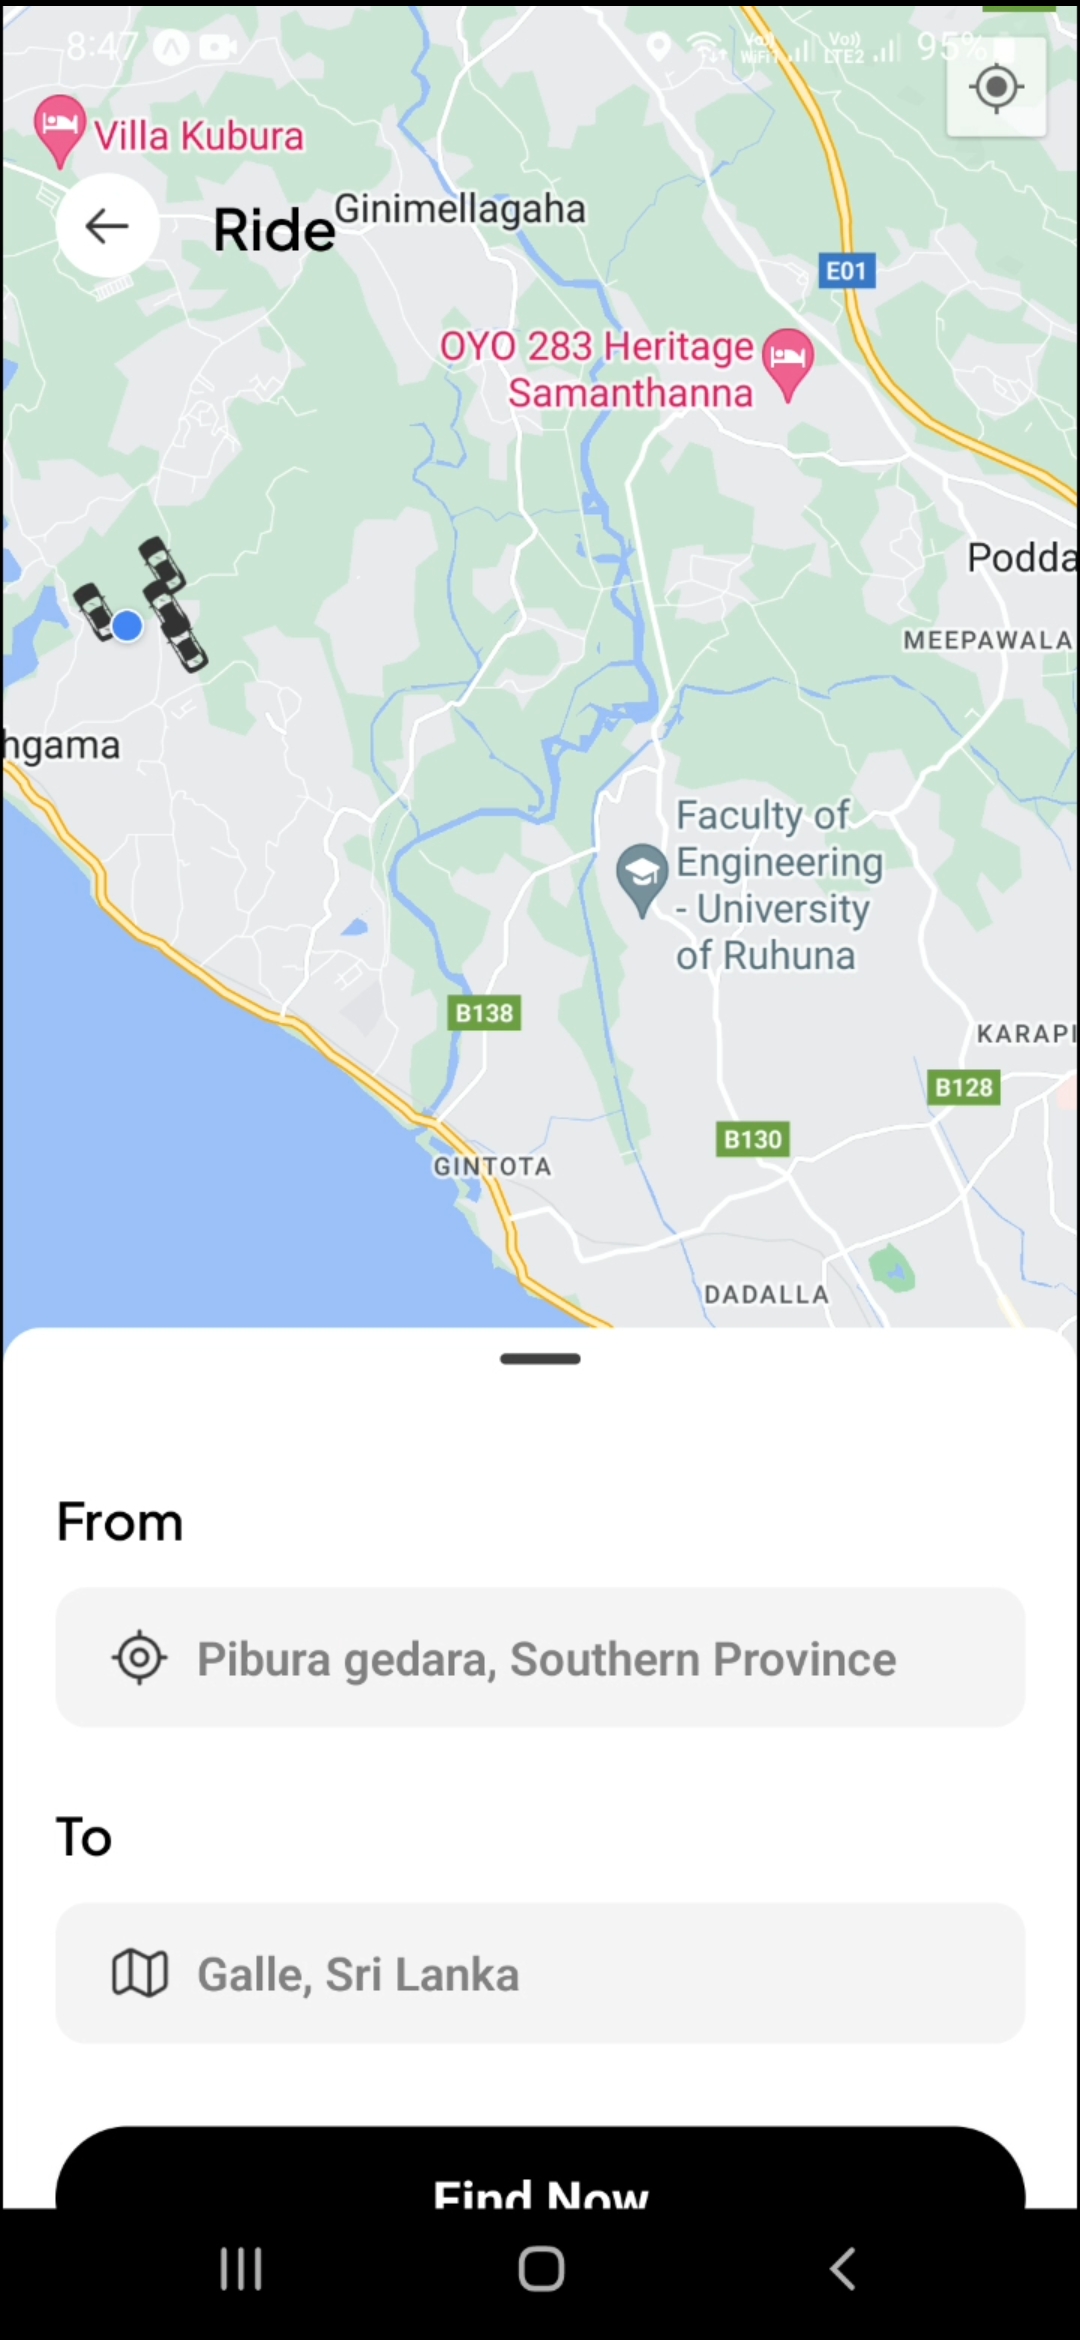 8:47
Vo)) WiFi1
Vo)) LTE2
95%
Villa Kubura
Ride
Ginimellagaha
E01
OYO 283 Heritage
Samanthanna
Podda
MEEPAWALA
hgama
Faculty of
Engineering
- University
of Ruhuna
B138
KARAPI
B128
B130
GINTOTA
DADALLA
From
Pibura gedara, Southern Province
To
Galle, Sri Lanka
Find Now